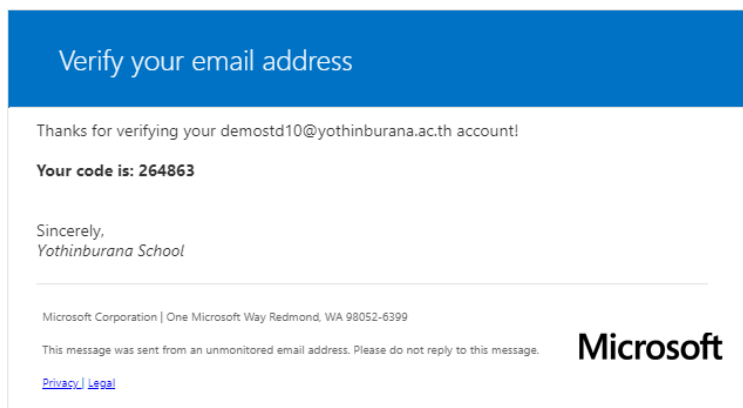 Verify your email address
Thanks for verifying your demostd10@yothinburana.ac.th account!
Your code is: 264863
Sincerely,
Yothinburana School
Microsoft Corporation | One Microsoft Way Redmond, WA 98052-6399
This message was sent from an unmonitored email address. Please do not reply to this message.
Microsoft
Privacy | Legal